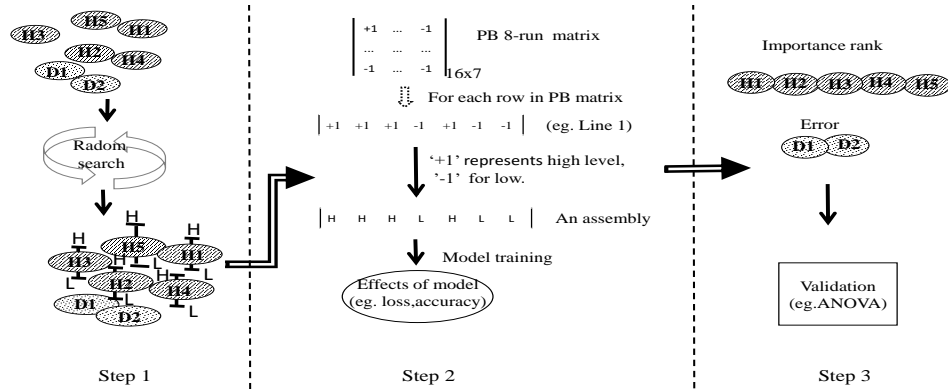 H5
H3
H1
H2
H4
D1
D2
Radom
search
H
H
H5
H
H3
H1
H
L
H
L
L
H2
H4
D1
L
L
D2
Step 1
+1 ... -1
... ... ...
-1 ... -1
16x7
PB 8-run matrix
For each row in PB matrix
| +1 +1 +1 -1 +1 -1 -1 | (eg. Line 1)
‘+1’ represents high level,
’-1’ for low.
| H H H L H L L | An assembly
Model training
Effects of model
(eg. loss,accuracy)
Step 2
Importance rank
H1 H2 H3 H4 H5
Error
D1 D2
Validation
(eg.ANOVA)
Step 3